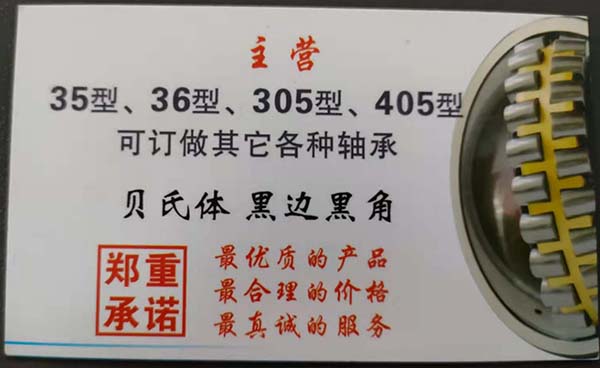 主营
35型、36型、305型、405型
可订做其它各种轴承
贝氏体 黑边黑角
郑重
承诺
最优质的产品
最合理的价格
最真诚的服务